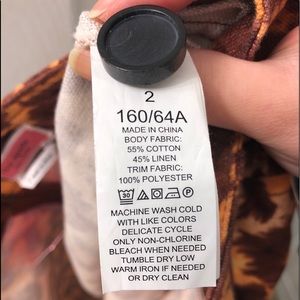 2
160/64A
MADE IN CHINA
BODY FABRIC:
55% COTTON
45% LINEN
TRIM FABRIC:
100% POLYESTER
MACHINE WASH COLD
WITH LIKE COLORS
DELICATE CYCLE
ONLY NON-CHLORINE
BLEACH WHEN NEEDED
TUMBLE DRY LOW
WARM IRON IF NEEDED
OR DRY CLEAN